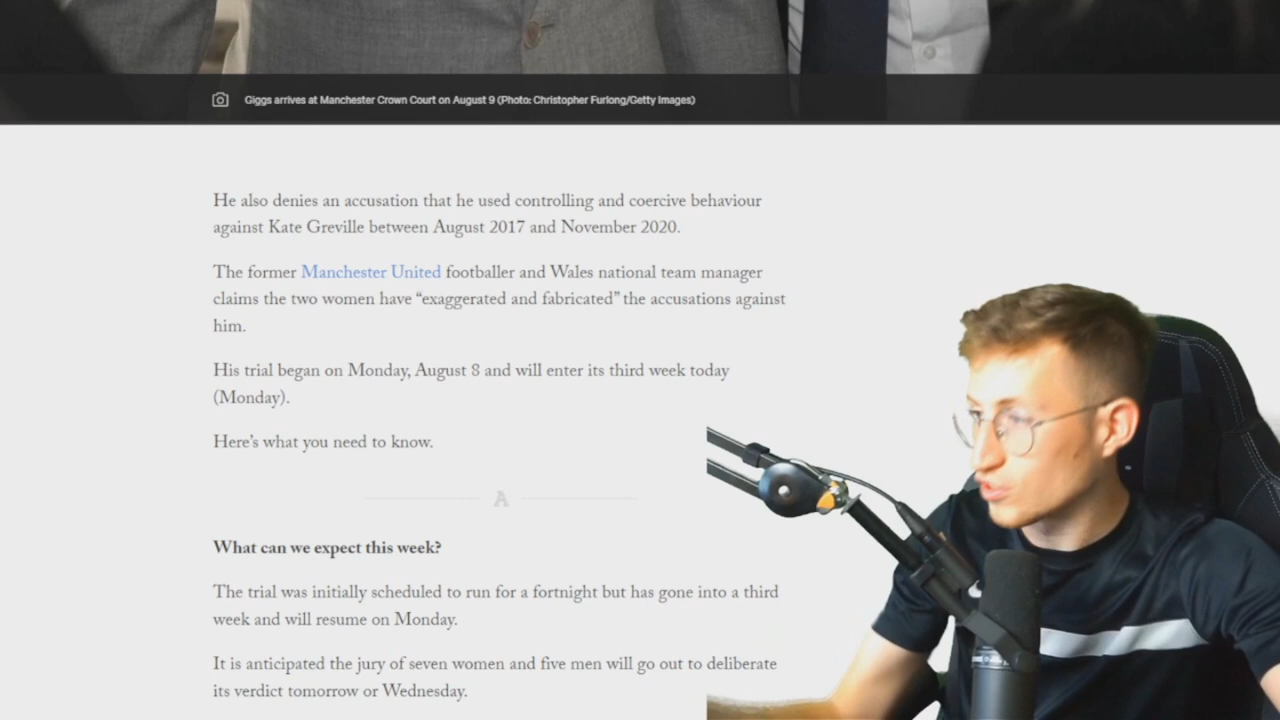 Giggs arrives at Manchester Crown Court on August 9 (Photo: Christopher Furlong/Getty Images)
He also denies an accusation that he used controlling and coercive behaviour
against Kate Greville between August 2017 and November 2020.
The former Manchester United footballer and Wales national team manager
claims the two women have “exaggerated and fabricated” the accusations against
him.
His trial began on Monday, August 8 and will enter its third week today
(Monday).
Here’s what you need to know.
A
What can we expect this week?
The trial was initially scheduled to run for a fortnight but has gone into a third
week and will resume on Monday.
It is anticipated the jury of seven women and five men will go out to deliberate
its verdict tomorrow or Wednesday.